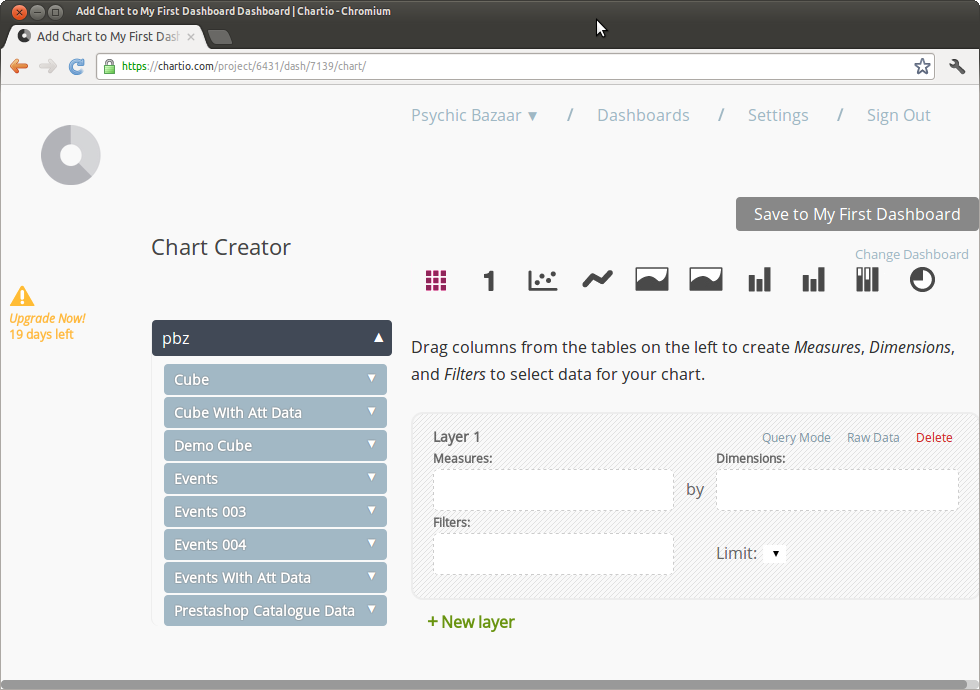 Add Chart to My First Dashboard Dashboard | Chartio - Chromium
Add Chart to My First Dash
https://chartio.com/project/6431/dash/7139/chart/
Psychic Bazaar ▼ / Dashboards / Settings / Sign Out
Save to My First Dashboard
Chart Creator
Change Dashboard
1
Upgrade Now!
19 days left
pbz
Cube
Cube WIth Att Data
Demo Cube
Events
Events 003
Events 004
Events WIth Att Data
Prestashop Catalogue Data
Drag columns from the tables on the left to create Measures, Dimensions,
and Filters to select data for your chart.
Layer 1
Query Mode Raw Data Delete
Measures:
by
Dimensions:
Filters:
Limit:
+ New layer